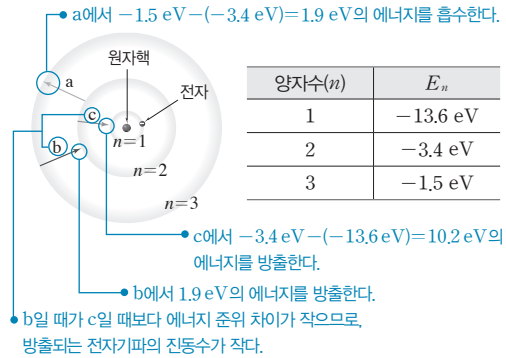 a에서 －1.5 eV－(－3.4 eV)＝1.9 eV의 에너지를 흡수한다.
원자핵
a
전자
c
b
n=1
n=2
n=3
양자수(n) Eₙ
1 －13.6 eV
2 －3.4 eV
3 －1.5 eV
c에서 －3.4 eV－(－13.6 eV)＝10.2 eV의
에너지를 방출한다.
b에서 1.9 eV의 에너지를 방출한다.
b일 때가 c일 때보다 에너지 준위 차이가 작으므로,
방출되는 전자기파의 진동수가 작다.